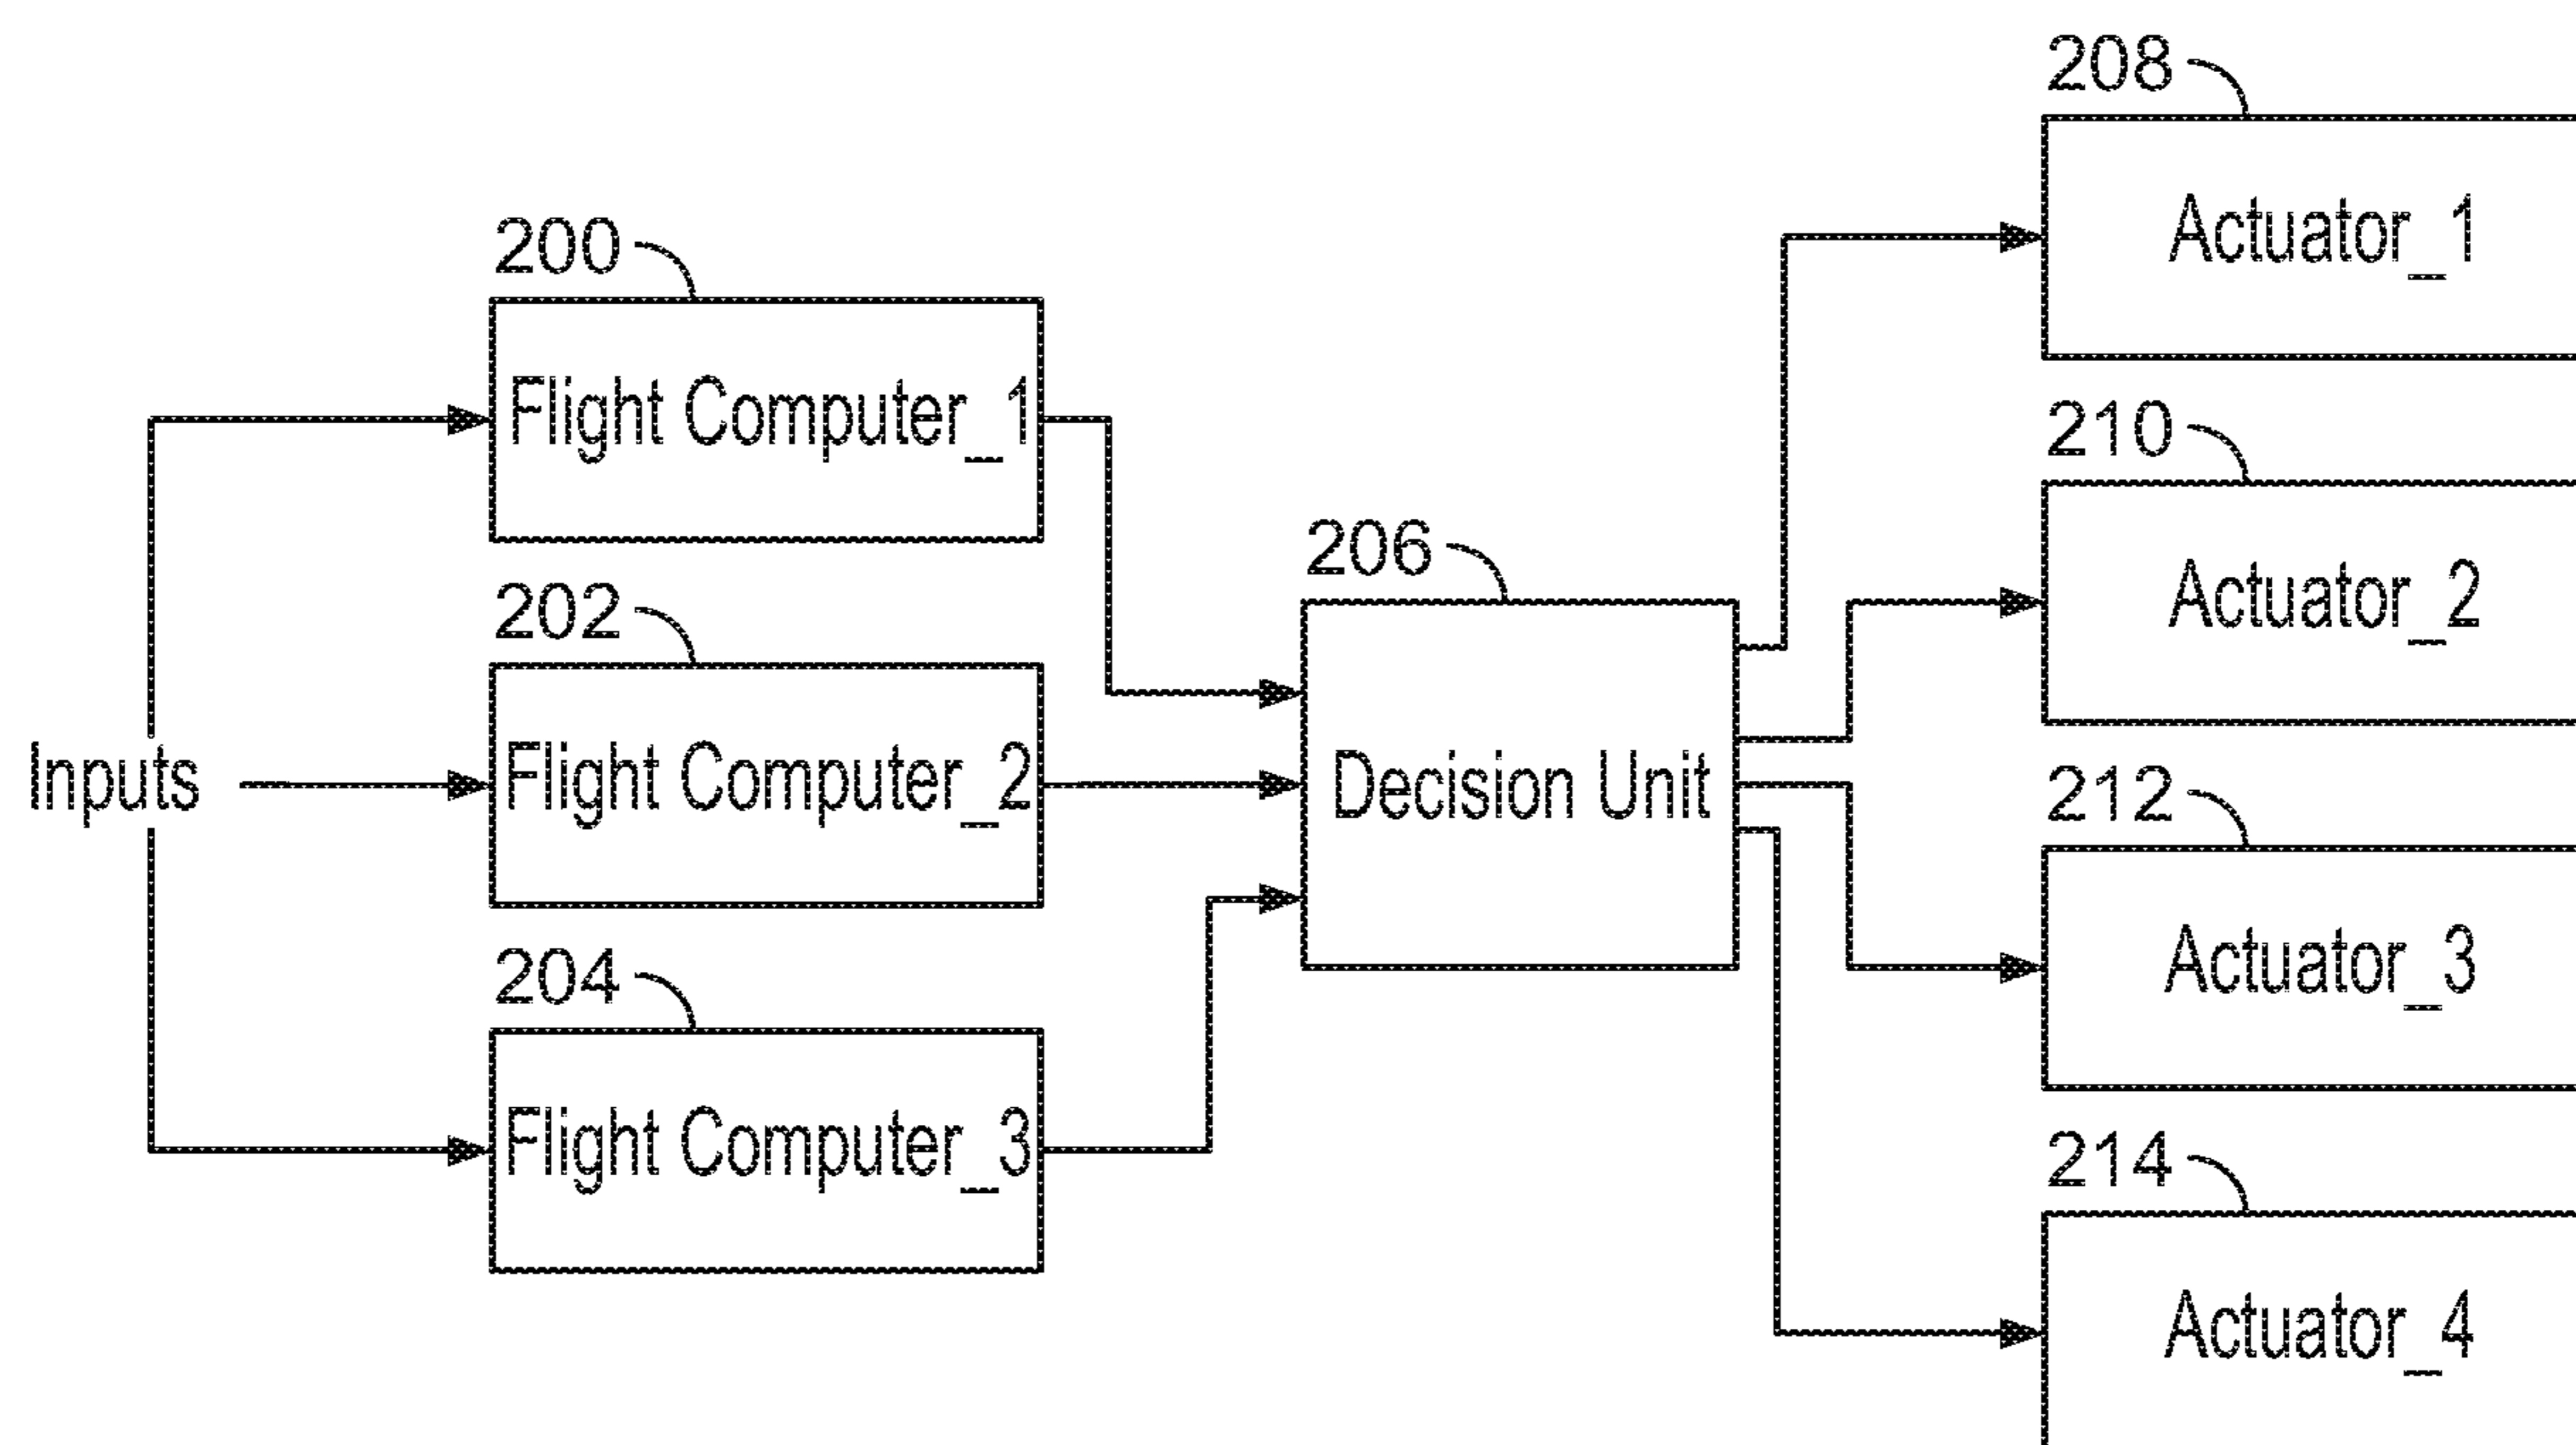 208
Actuator_1
200
Flight Computer_1
210
Actuator_2
206
202
Inputs
Flight Computer_2
Decision Unit
212
Actuator_3
204
Flight Computer_3
214
Actuator_4